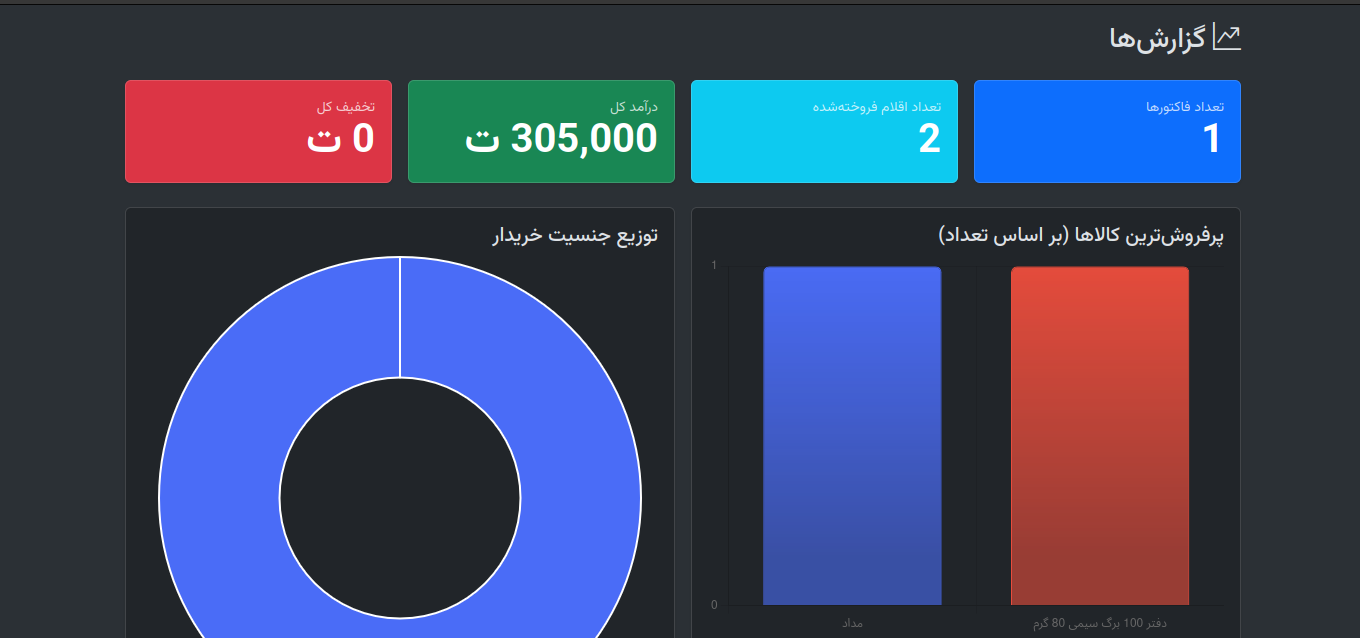 گزارش‌ها
تعداد فاکتورها
1
تعداد اقلام فروخته‌شده
2
درآمد کل
305,000 ت
تخفیف کل
0 ت
پرفروش‌ترین کالاها (بر اساس تعداد)
1
0
دفتر 100 برگ سیمی 80 گرم
مداد
توزیع جنسیت خریدار